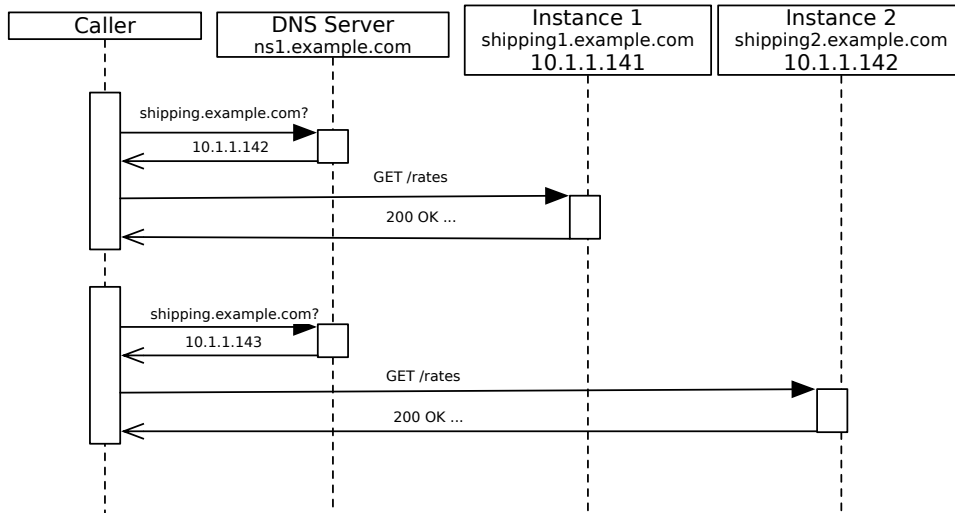 Caller
DNS Server
ns1.example.com
Instance 1
shipping1.example.com
10.1.1.141
Instance 2
shipping2.example.com
10.1.1.142
shipping.example.com?
10.1.1.142
GET /rates
200 OK ...
shipping.example.com?
10.1.1.143
GET /rates
200 OK ...